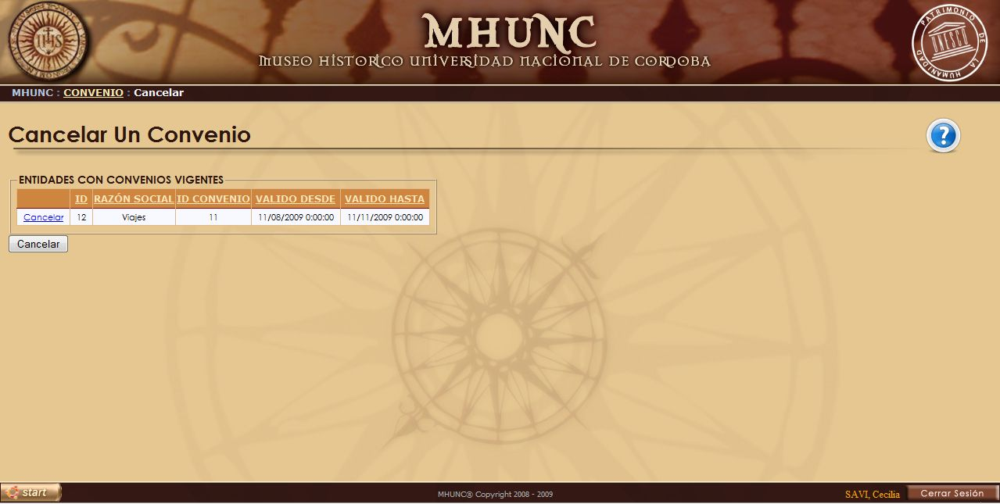 MHUNC
MUSEO HISTORICO UNIVERSIDAD NACIONAL DE CORDOBA
IHS
PATRIMONIO DE LA HUMANIDAD
UNESCO
MHUNC : CONVENIO : Cancelar
Cancelar Un Convenio
?
ENTIDADES CON CONVENIOS VIGENTES
ID RAZÓN SOCIAL ID CONVENIO VALIDO DESDE VALIDO HASTA
Cancelar 12 Viajes 11 11/08/2009 0:00:00 11/11/2009 0:00:00
Cancelar
start MHUNC® Copyright 2008 - 2009 SAVI, Cecilia Cerrar Sesión